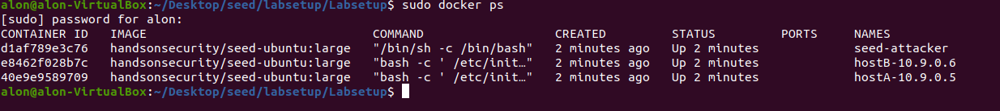 alon@alon-VirtualBox:~/Desktop/seed/labsetup/Labsetup$ sudo docker ps
[sudo] password for alon:
CONTAINER ID   IMAGE                            COMMAND                  CREATED         STATUS         PORTS     NAMES
d1af789e3c76   handsonsecurity/seed-ubuntu:large   "/bin/sh -c /bin/bash"   2 minutes ago   Up 2 minutes             seed-attacker
e8462f028b7c   handsonsecurity/seed-ubuntu:large   "bash -c ' /etc/init…"   2 minutes ago   Up 2 minutes             hostB-10.9.0.6
40e9e9589709   handsonsecurity/seed-ubuntu:large   "bash -c ' /etc/init…"   2 minutes ago   Up 2 minutes             hostA-10.9.0.5
alon@alon-VirtualBox:~/Desktop/seed/labsetup/Labsetup$